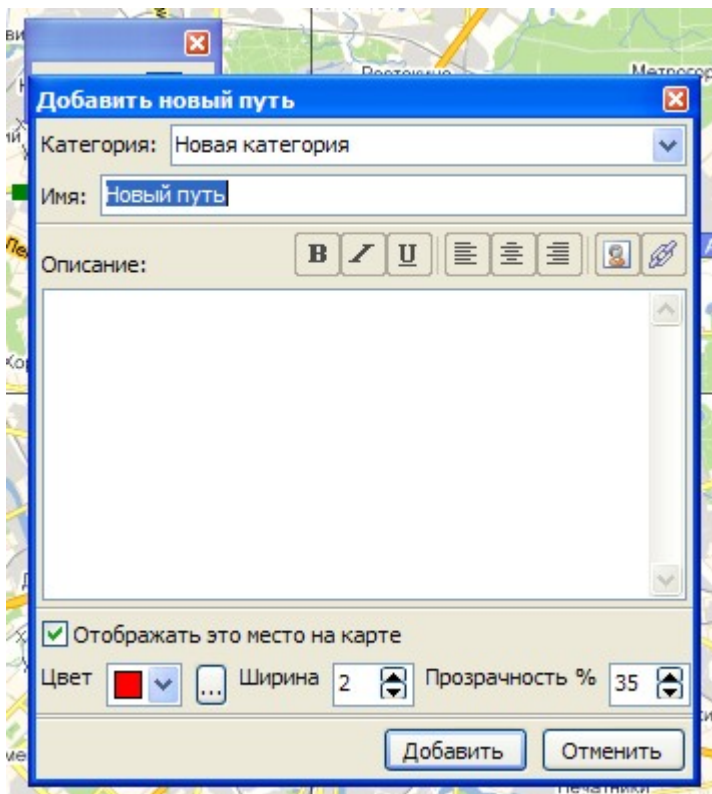 Добавить новый путь
Категория: Новая категория
Имя: Новый путь
Описание: B I U
Отображать это место на карте
Цвет ... Ширина 2 Прозрачность % 35
Добавить Отменить
Печатники